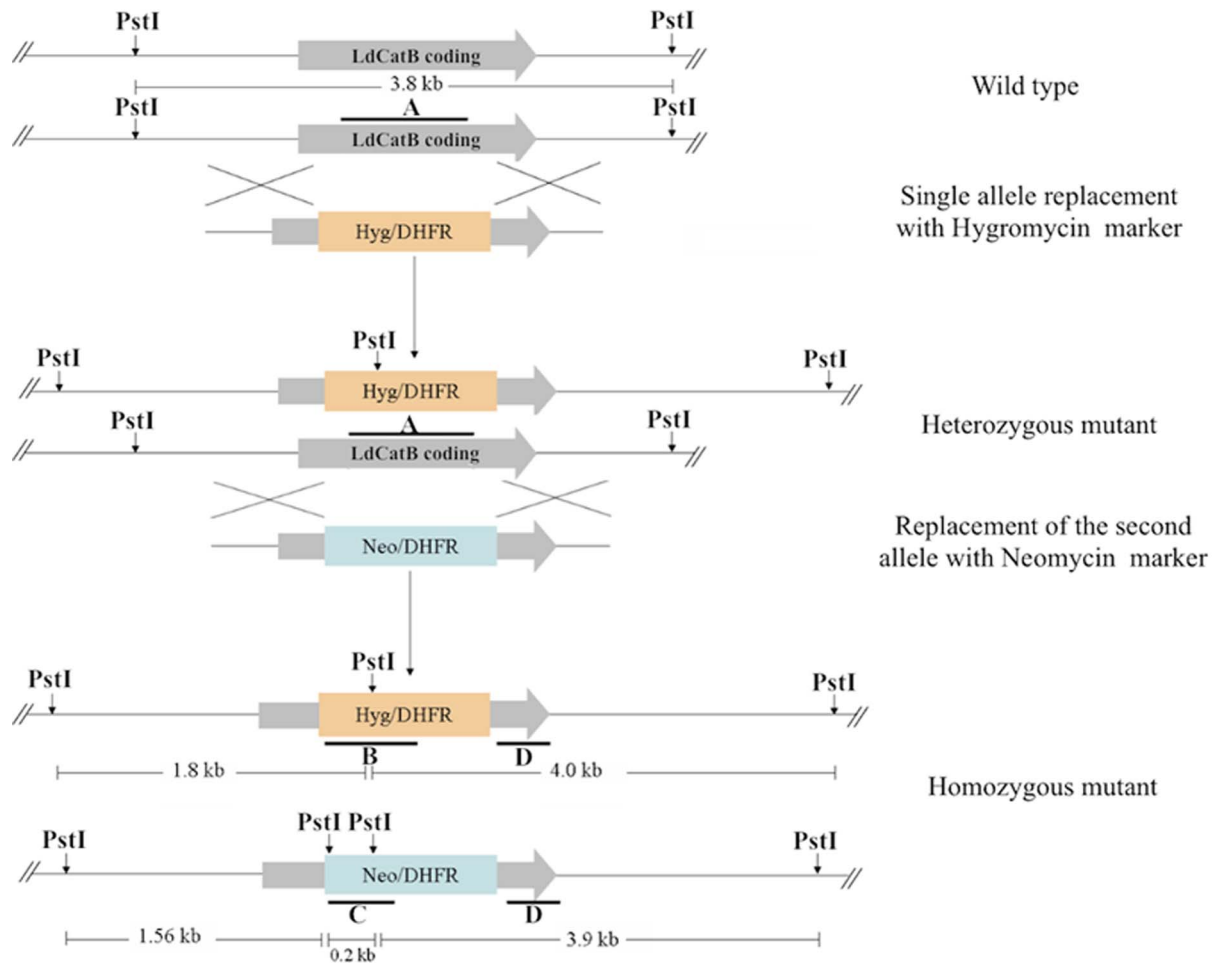 PstI PstI
LdCatB coding
3.8 kb
Wild type
PstI A PstI
LdCatB coding
Single allele replacement
with Hygromycin marker
Hyg/DHFR
PstI
PstI PstI
Hyg/DHFR
PstI A PstI
Heterozygous mutant
LdCatB coding
Replacement of the second
allele with Neomycin marker
Neo/DHFR
PstI
PstI PstI
Hyg/DHFR
B D
1.8 kb 4.0 kb
Homozygous mutant
PstI PstI
PstI PstI
Neo/DHFR
C D
1.56 kb 3.9 kb
0.2 kb